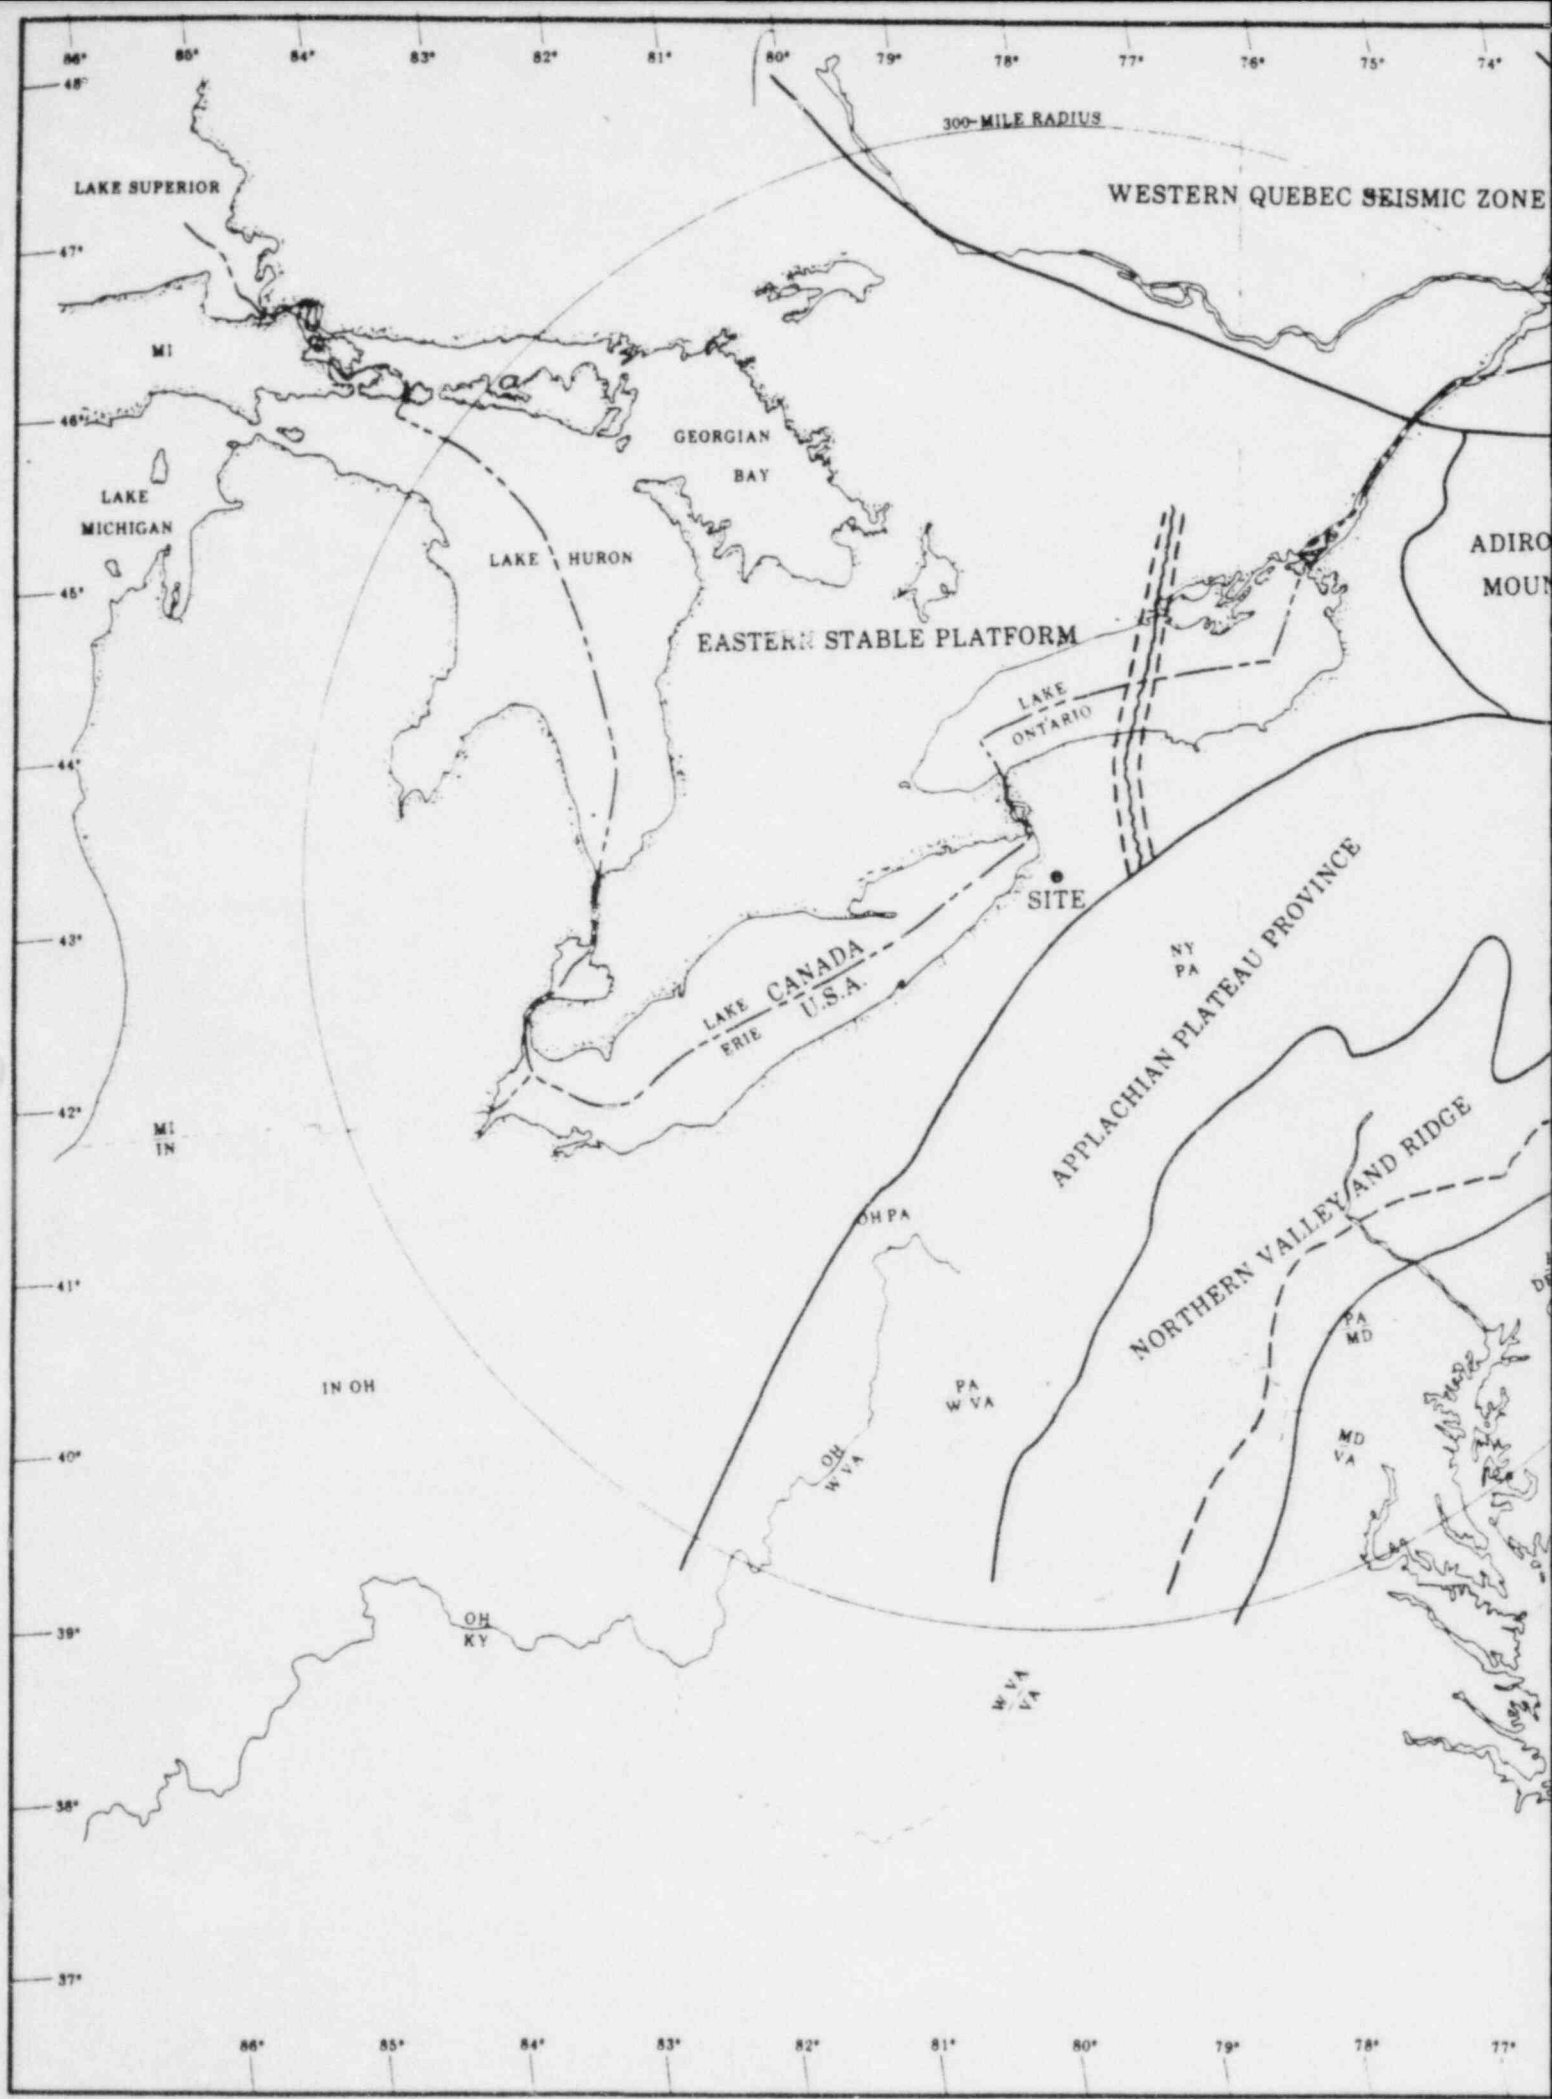 86° 85° 84° 83° 82° 81° 80° 79° 78° 77° 76° 75° 74°
48°
300-MILE RADIUS
LAKE SUPERIOR
WESTERN QUEBEC SEISMIC ZONE
47°
MI
46°
GEORGIAN
BAY
LAKE
MICHIGAN
LAKE HURON
ADIRO
MOUN
45°
EASTERN STABLE PLATFORM
LAKE
ONTARIO
44°
SITE
43°
NY
PA
LAKE CANADA
ERIE U.S.A.
APPLACHIAN PLATEAU PROVINCE
42°
MI
IN
NORTHERN VALLEY AND RIDGE
OH PA
41°
PA
MD
IN OH
PA
W VA
MD
VA
40°
OH
W VA
39°
OH
KY
W VA
VA
38°
37°
86° 85° 84° 83° 82° 81° 80° 79° 78° 77°